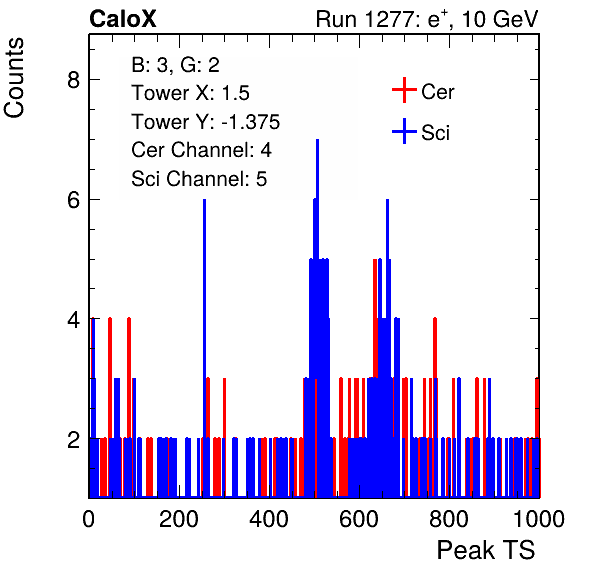 CaloX Run 1277: e+, 10 GeV
Counts
B: 3, G: 2
Tower X: 1.5
Tower Y: -1.375
Cer Channel: 4
Sci Channel: 5
Cer
Sci
8
6
4
2
0 200 400 600 800 1000
Peak TS